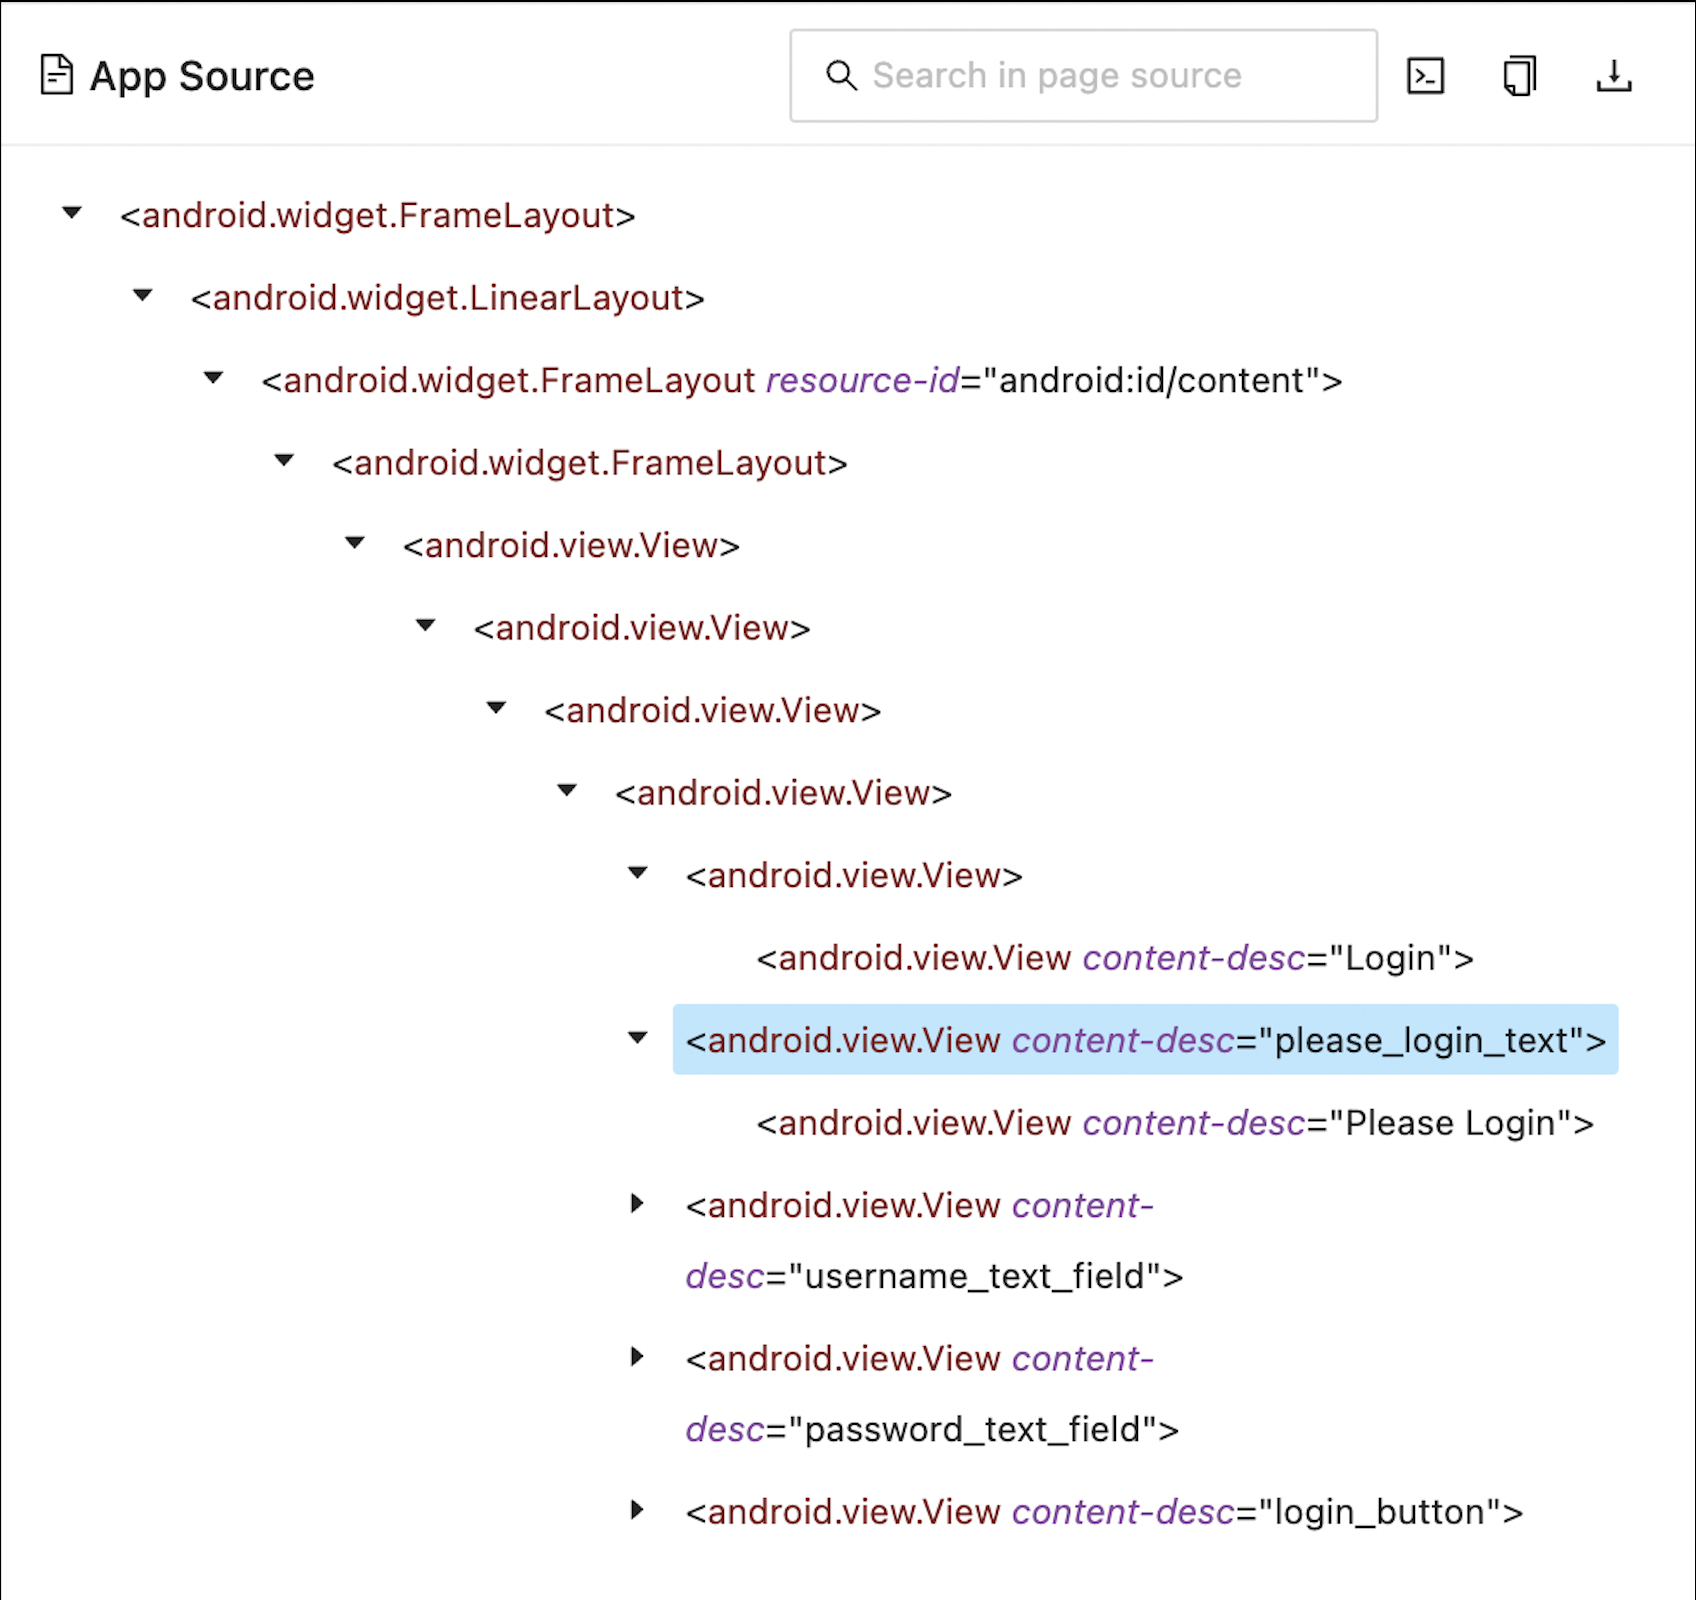 App Source
Search in page source
<android.widget.FrameLayout>
<android.widget.LinearLayout>
<android.widget.FrameLayout resource-id="android:id/content">
<android.widget.FrameLayout>
<android.view.View>
<android.view.View>
<android.view.View>
<android.view.View>
<android.view.View>
<android.view.View content-desc="Login">
<android.view.View content-desc="please_login_text">
<android.view.View content-desc="Please Login">
<android.view.View content-
desc="username_text_field">
<android.view.View content-
desc="password_text_field">
<android.view.View content-desc="login_button">